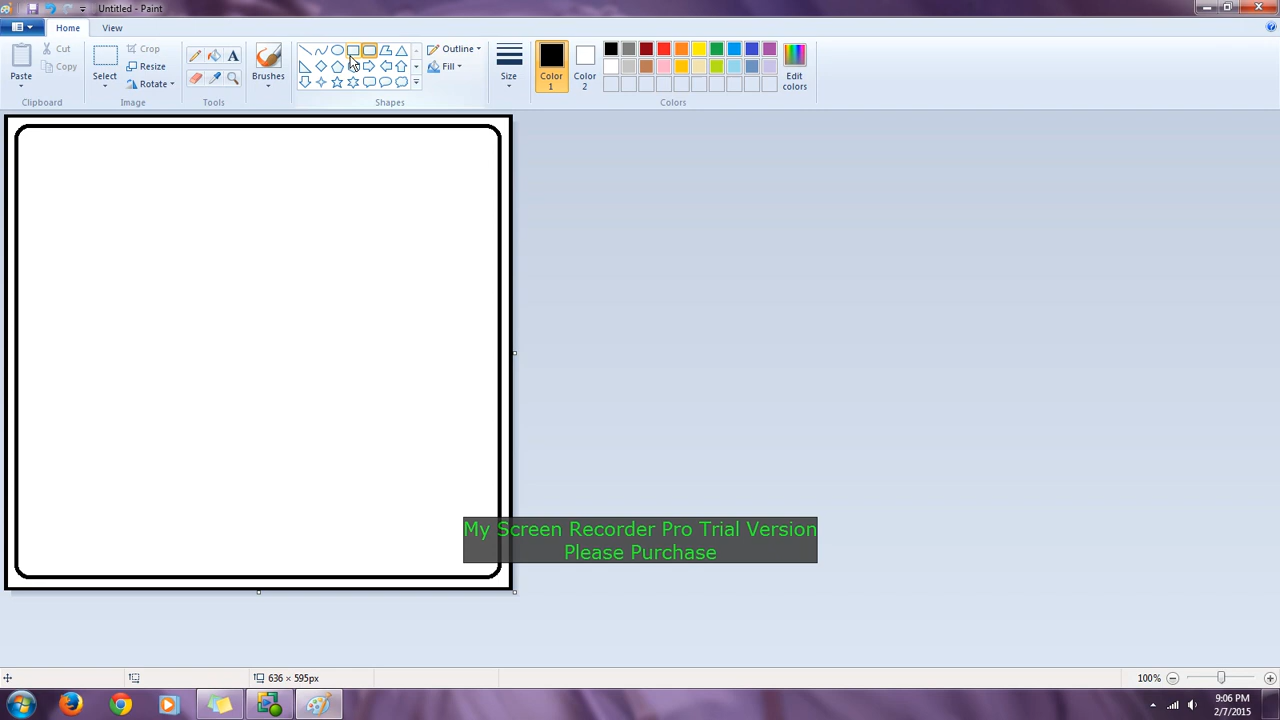 Untitled - Paint
Home View
Paste Cut Copy Clipboard
Select Crop Resize Rotate Image
A Tools
Brushes
Shapes Outline Fill
Size
Color 1 Color 2 Edit colors Colors
My Screen Recorder Pro Trial Version
Please Purchase
636 × 595px 100%
9:06 PM
2/7/2015